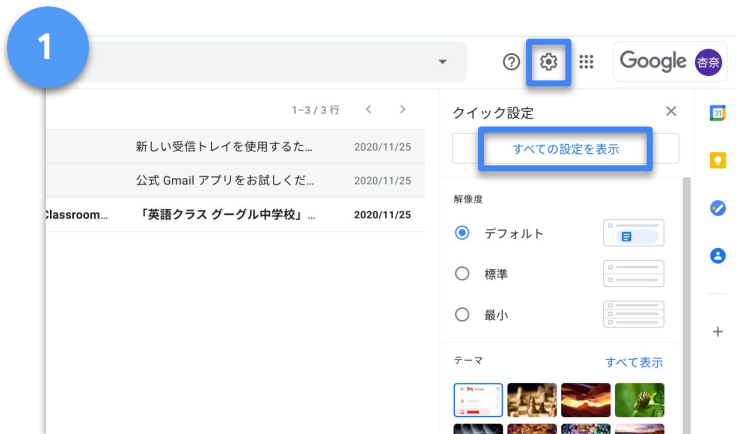 1
Google 杏奈
1–3 / 3 行
クイック設定
新しい受信トレイを使用するた... 2020/11/25
すべての設定を表示
公式 Gmail アプリをお試しくだ... 2020/11/25
Classroom... 「英語クラス グーグル中学校」... 2020/11/25
解像度
デフォルト
標準
最小
テーマ すべて表示
31